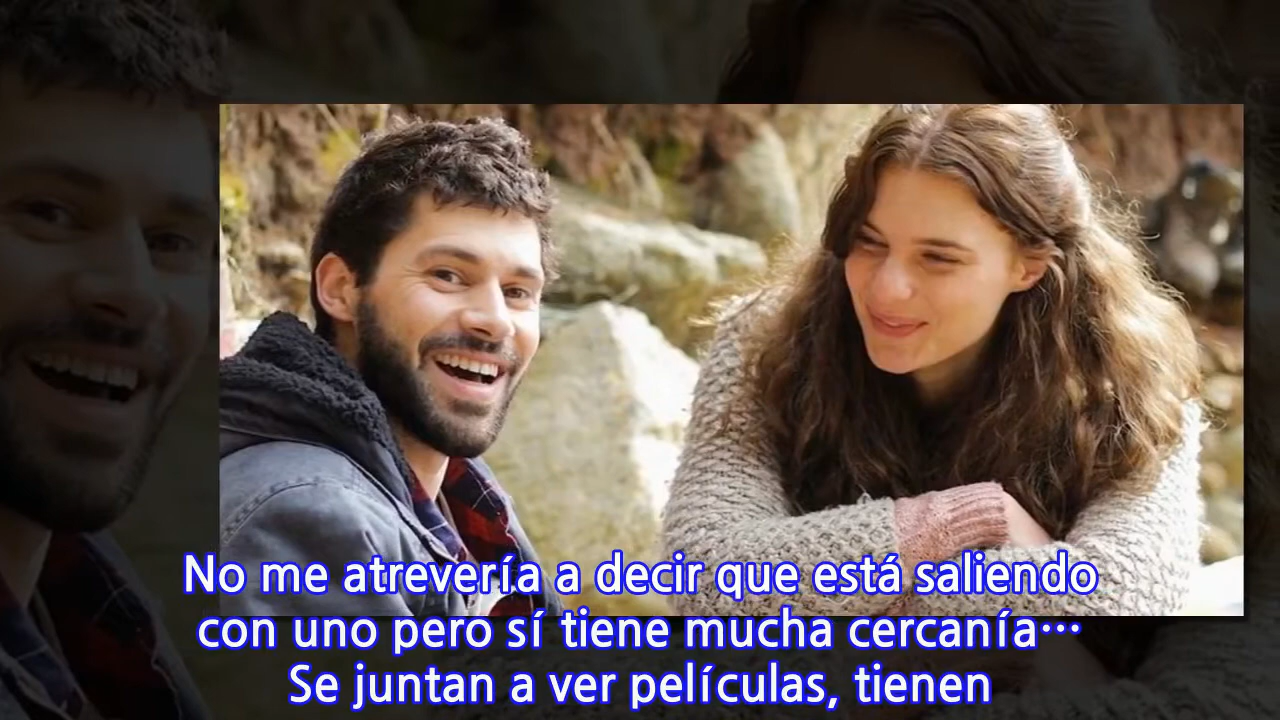 No me atrevería a decir que está saliendo
con uno pero sí tiene mucha cercanía…
Se juntan a ver películas, tienen